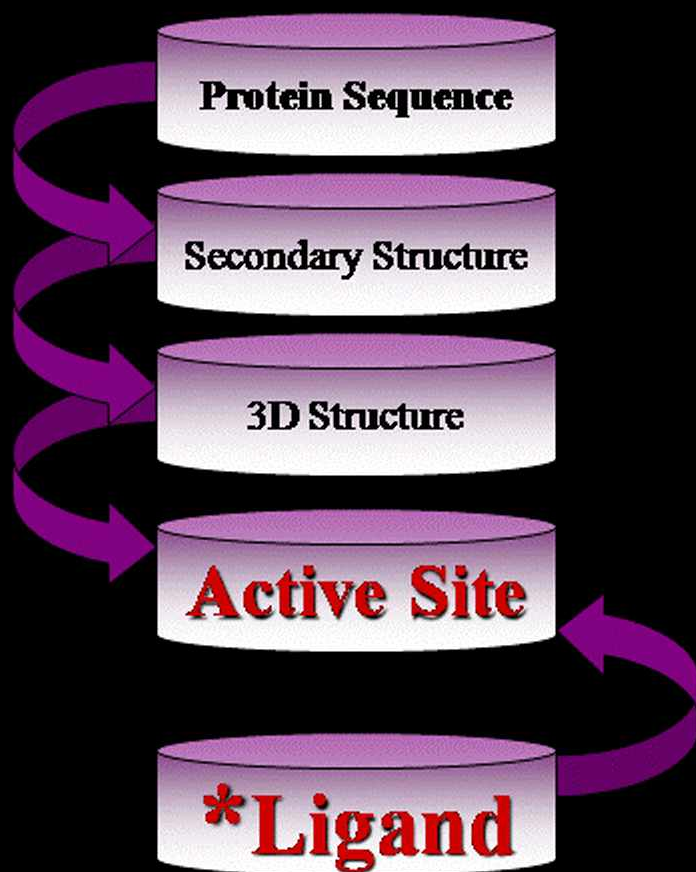 Protein Sequence
Secondary Structure
3D Structure
Active Site
*Ligand